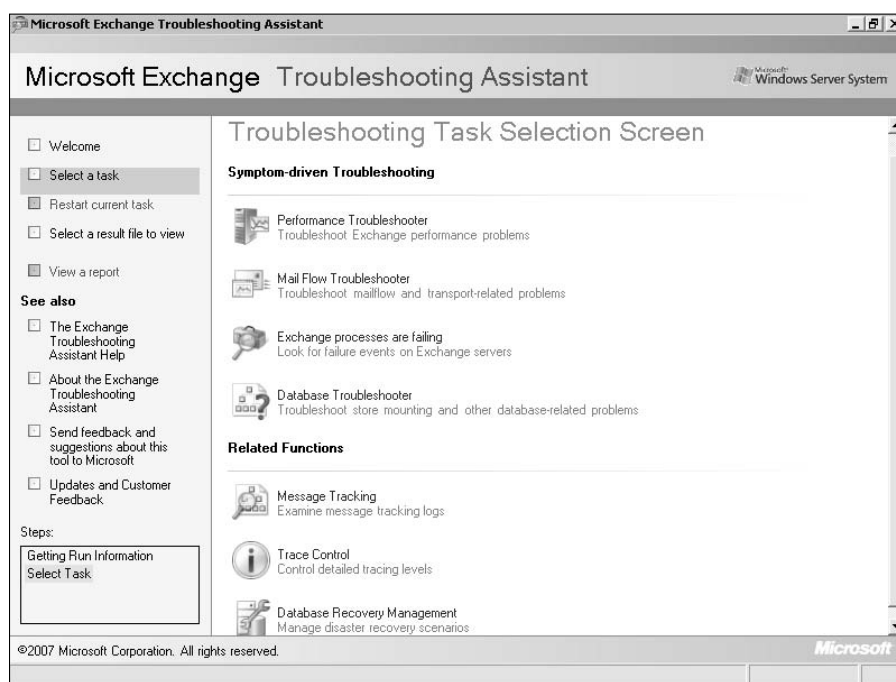 Microsoft Exchange Troubleshooting Assistant
Microsoft Exchange Troubleshooting Assistant
Microsoft
Windows Server System
Welcome
Select a task
Restart current task
Select a result file to view
View a report
See also
The Exchange
Troubleshooting
Assistant Help
About the Exchange
Troubleshooting
Assistant
Send feedback and
suggestions about this
tool to Microsoft
Updates and Customer
Feedback
Steps:
Getting Run Information
Select Task
Troubleshooting Task Selection Screen
Symptom-driven Troubleshooting
Performance Troubleshooter
Troubleshoot Exchange performance problems
Mail Flow Troubleshooter
Troubleshoot mailflow and transport-related problems
Exchange processes are failing
Look for failure events on Exchange servers
Database Troubleshooter
Troubleshoot store mounting and other database-related problems
Related Functions
Message Tracking
Examine message tracking logs
Trace Control
Control detailed tracing levels
Database Recovery Management
Manage disaster recovery scenarios
©2007 Microsoft Corporation. All rights reserved.
Microsoft